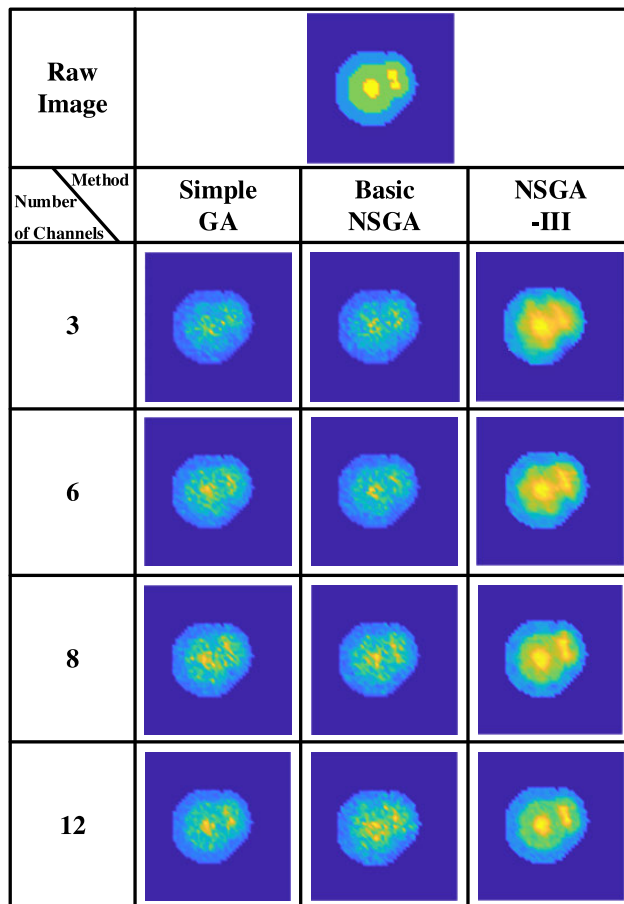 Raw
Image
Method
Number
of Channels
Simple
GA
Basic
NSGA
NSGA
-III
3
6
8
12